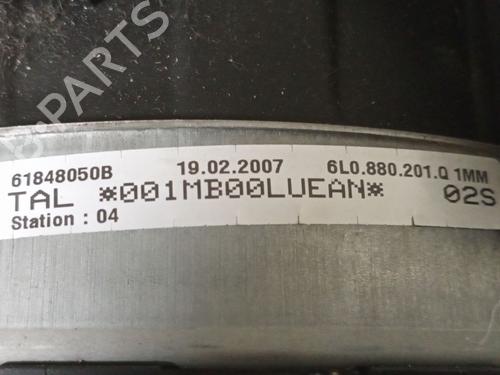 61848050B 19.02.2007 6L0.880.201.Q 1MM
TAL *001MB00LUEAN* 02S
Station : 04
B-PARTS